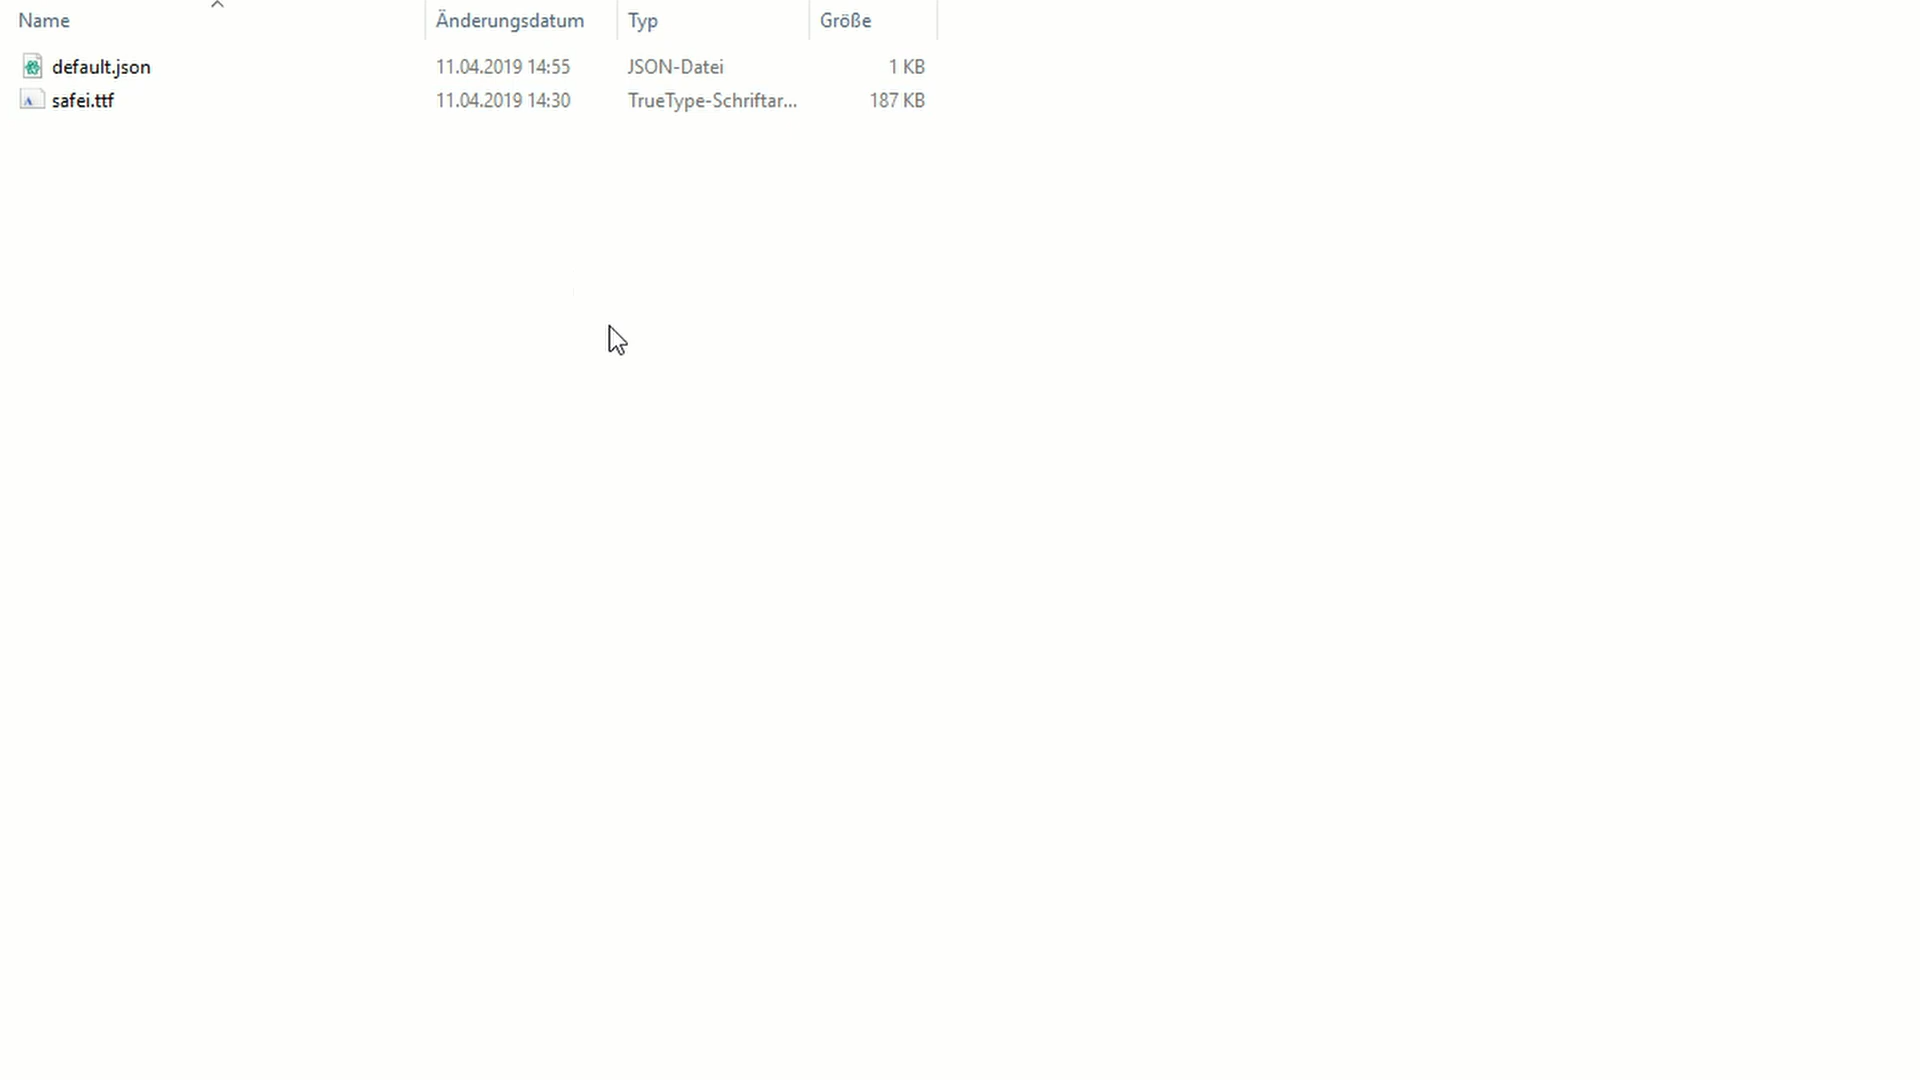 Name Änderungsdatum Typ Größe
default.json 11.04.2019 14:55 JSON-Datei 1 KB
safei.ttf 11.04.2019 14:30 TrueType-Schriftar... 187 KB